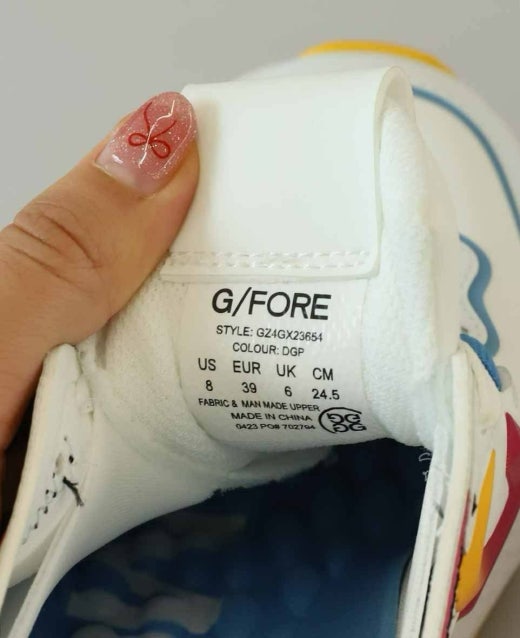 G/FORE
STYLE: GZ4GX23654
COLOUR: DGP
US EUR UK CM
8 39 6 24.5
FABRIC & MAN MADE UPPER
MADE IN CHINA
0423 PO# 702794